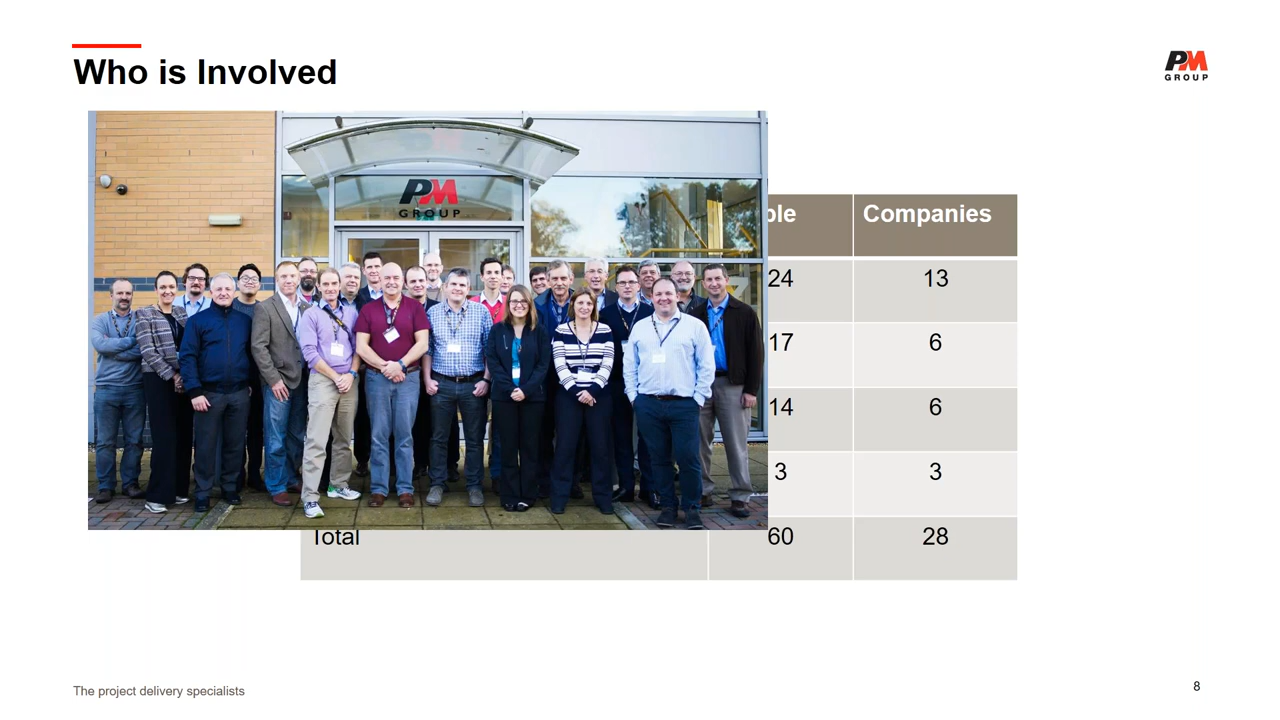 Who is Involved
PM
GROUP
PM
GROUP
ple Companies
24 13
17 6
14 6
3 3
Total 60 28
The project delivery specialists
8